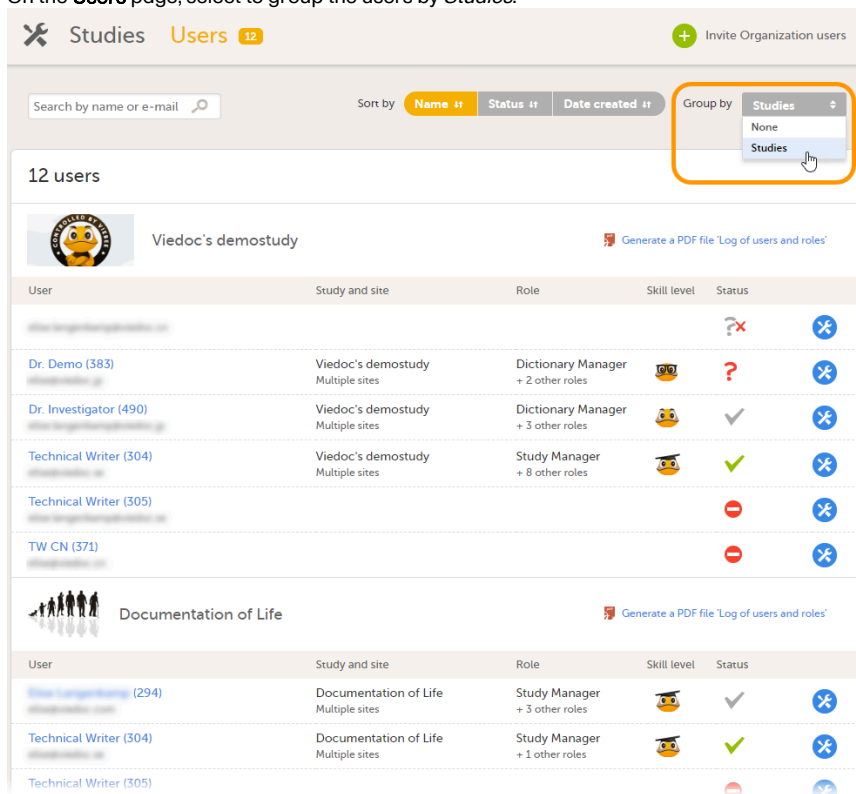 On the Users page, select to group the users by Studies.
Studies Users 12 Invite Organization users
Search by name or e-mail Sort by Name Status Date created Group by Studies
None
Studies
12 users
CONTROLLED BY VIEDOC
Viedoc's demostudy Generate a PDF file 'Log of users and roles'
User Study and site Role Skill level Status
Dr. Demo (383) Viedoc's demostudy Dictionary Manager
Multiple sites + 2 other roles
Dr. Investigator (490) Viedoc's demostudy Dictionary Manager
Multiple sites + 3 other roles
Technical Writer (304) Viedoc's demostudy Study Manager
Multiple sites + 8 other roles
Technical Writer (305)
TW CN (371)
Documentation of Life Generate a PDF file 'Log of users and roles'
User Study and site Role Skill level Status
(294) Documentation of Life Study Manager
Multiple sites + 3 other roles
Technical Writer (304) Documentation of Life Study Manager
Multiple sites + 1 other roles
Technical Writer (305)